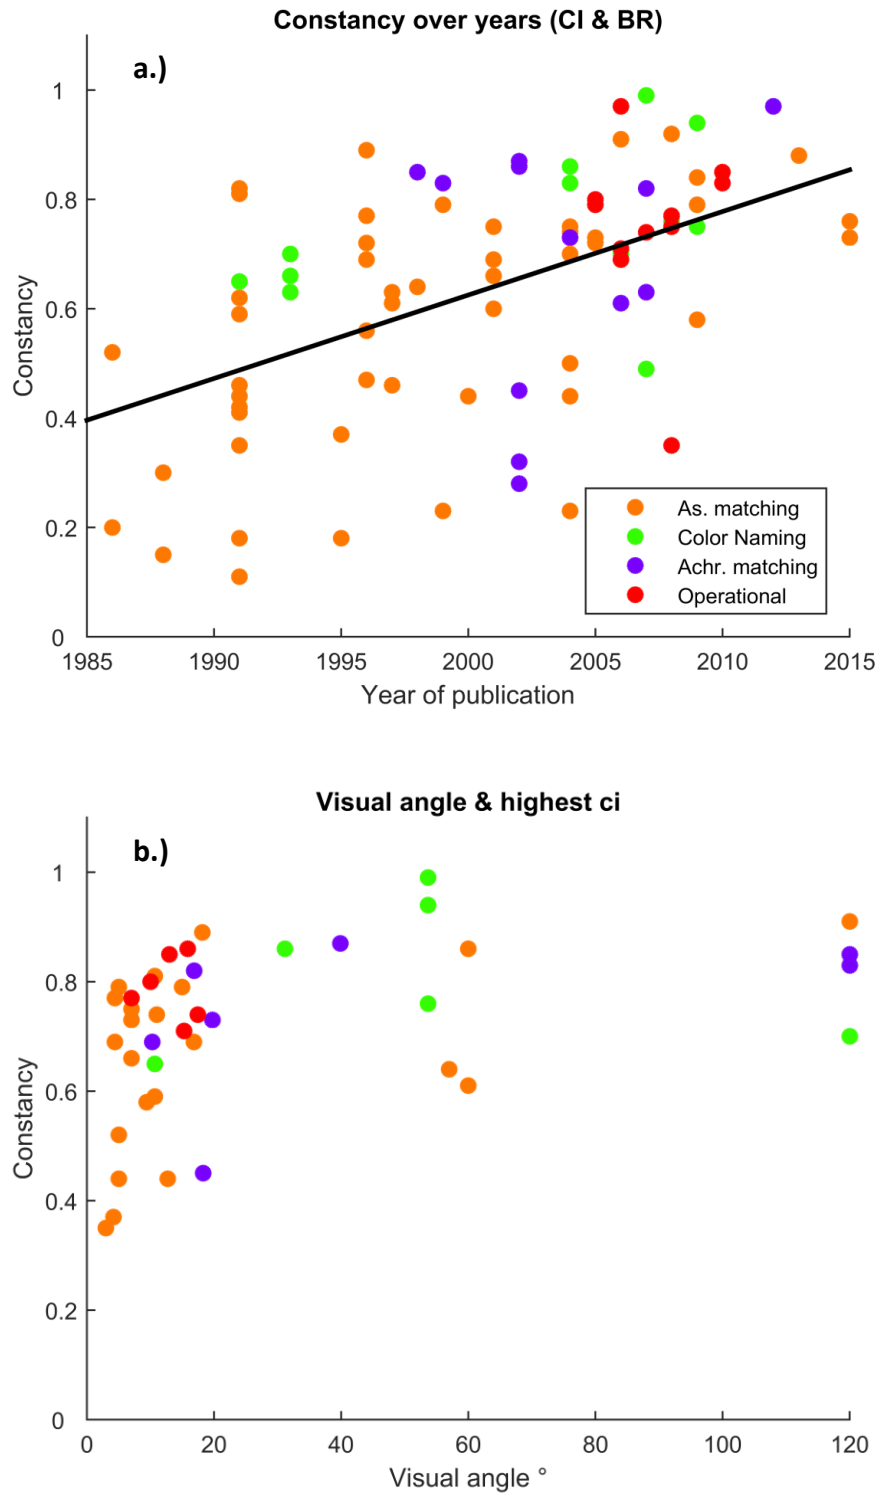 Constancy over years (CI & BR)
a.)
1
0.8
0.6
0.4
0.2
0
Constancy
As. matching
Color Naming
Achr. matching
Operational
1985 1990 1995 2000 2005 2010 2015
Year of publication
Visual angle & highest ci
b.)
1
0.8
0.6
0.4
0.2
0
Constancy
0 20 40 60 80 100 120
Visual angle °